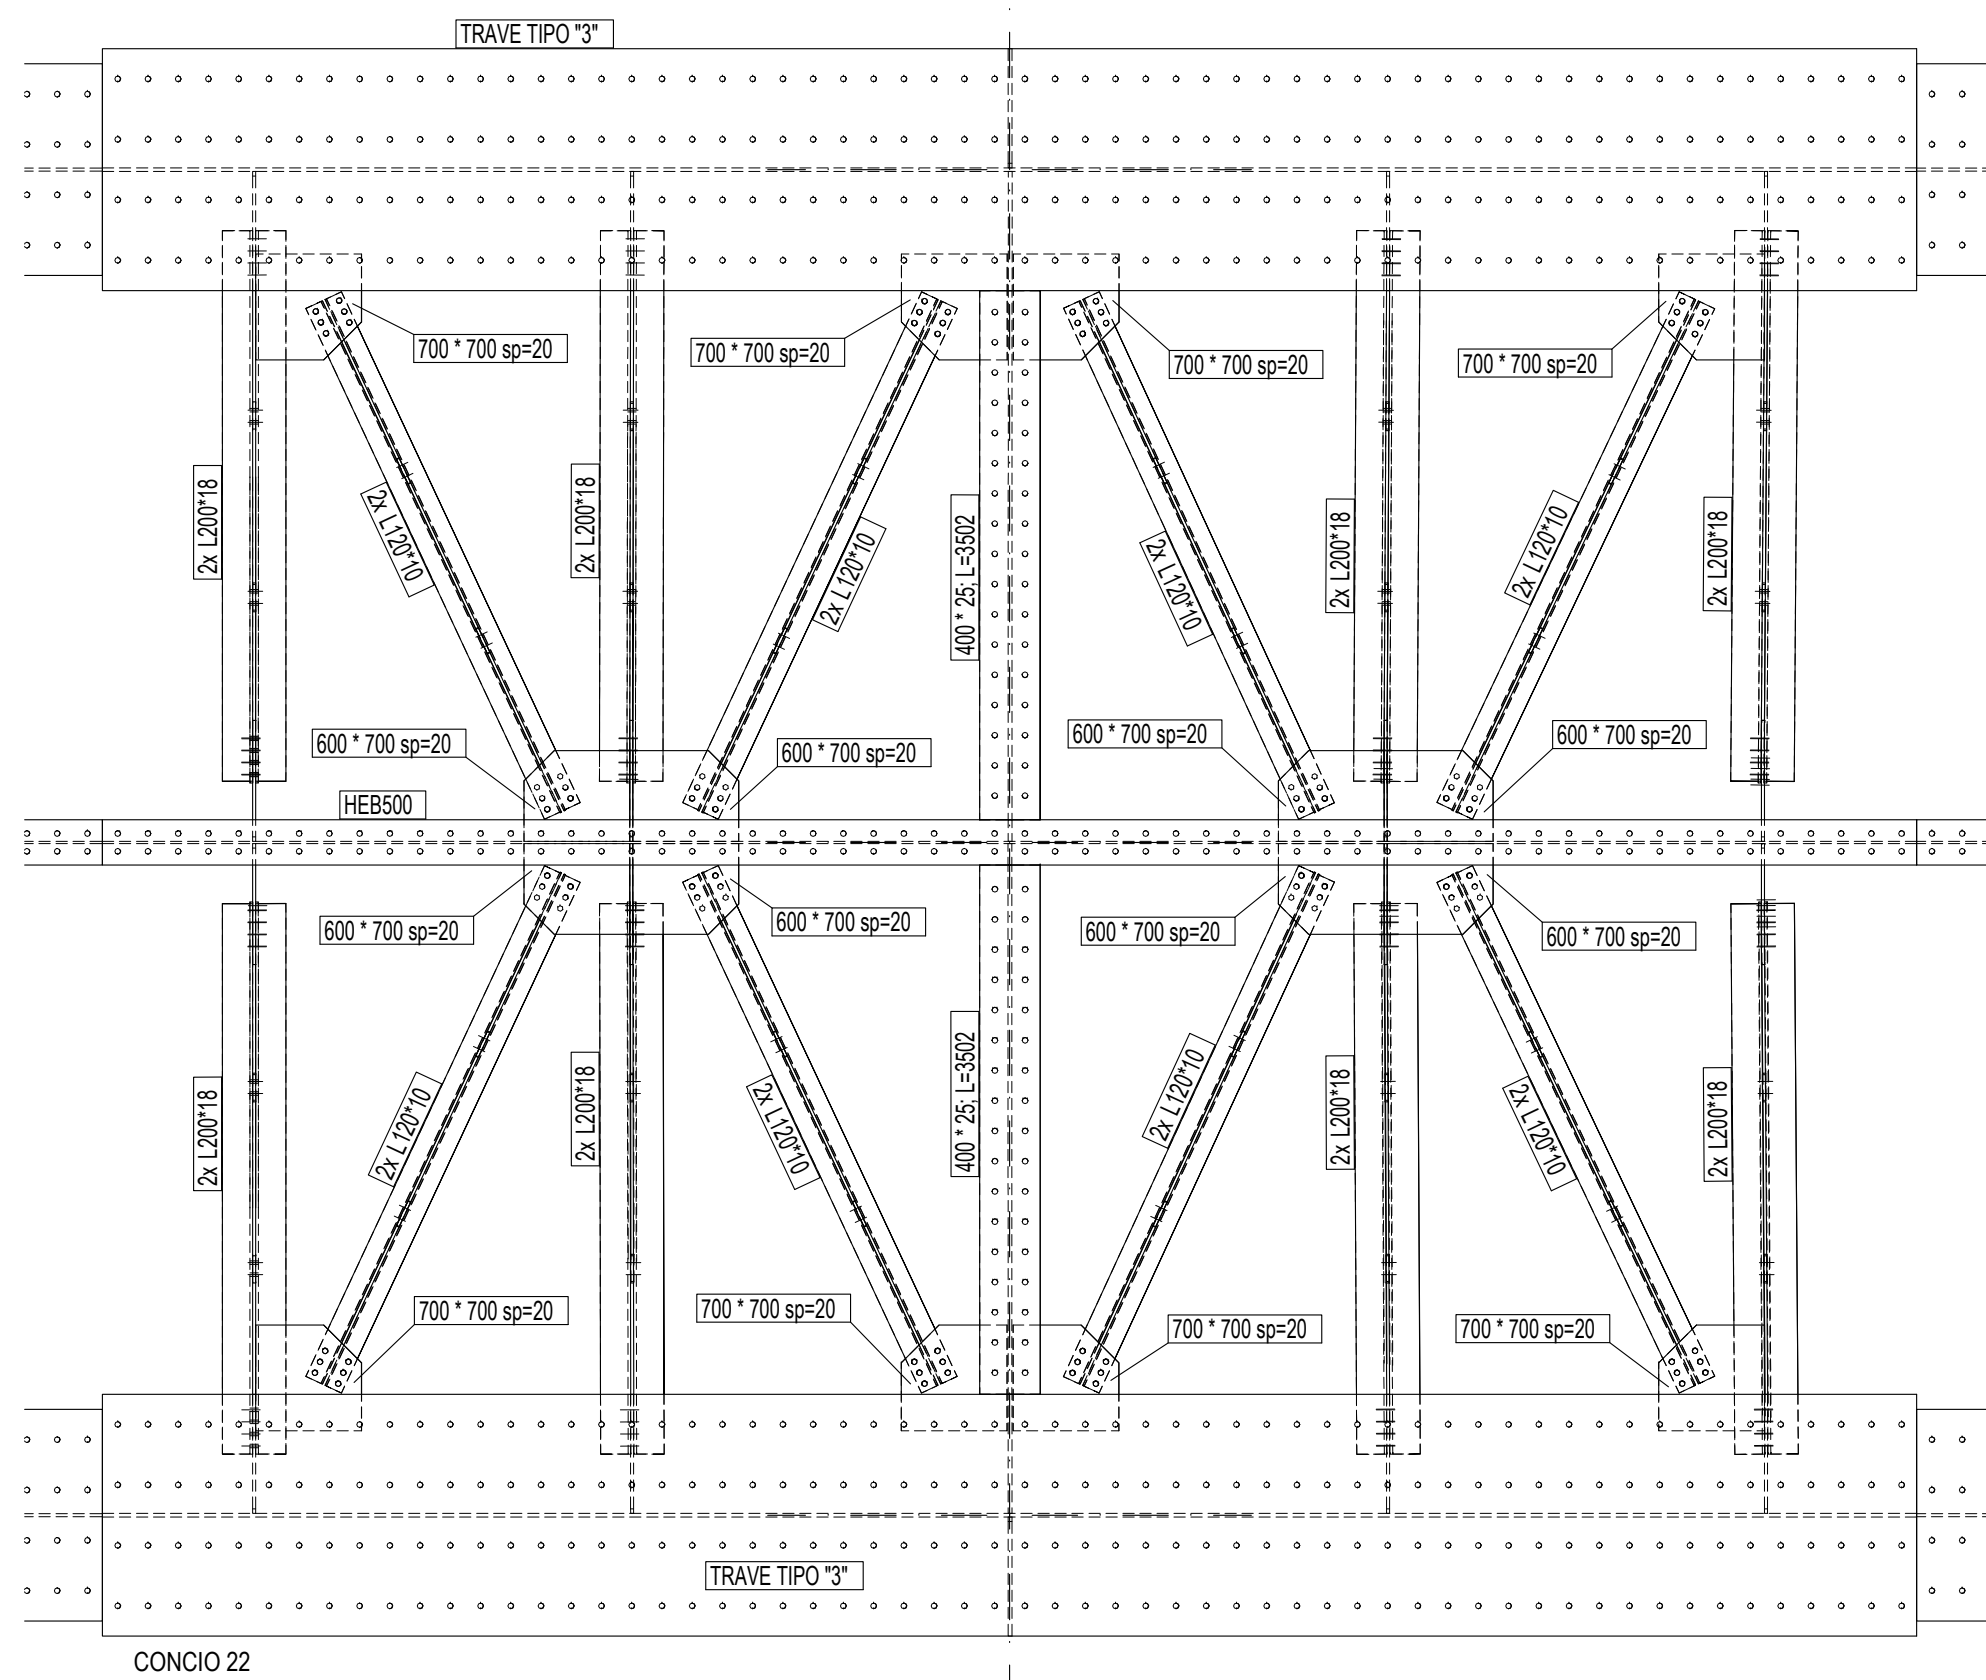 TRAVE TIPO "3"
700 * 700 sp=20
700 * 700 sp=20
700 * 700 sp=20
700 * 700 sp=20
2x L200*18
2x L120*10
2x L200*18
2x L120*10
400 * 25; L=3502
2x L120*10
2x L200*18
2x L120*10
2x L200*18
600 * 700 sp=20
600 * 700 sp=20
600 * 700 sp=20
600 * 700 sp=20
HEB500
600 * 700 sp=20
600 * 700 sp=20
600 * 700 sp=20
600 * 700 sp=20
2x L200*18
2x L120*10
2x L200*18
2x L120*10
400 * 25; L=3502
2x L120*10
2x L200*18
2x L120*10
2x L200*18
700 * 700 sp=20
700 * 700 sp=20
700 * 700 sp=20
700 * 700 sp=20
TRAVE TIPO "3"
CONCIO 22